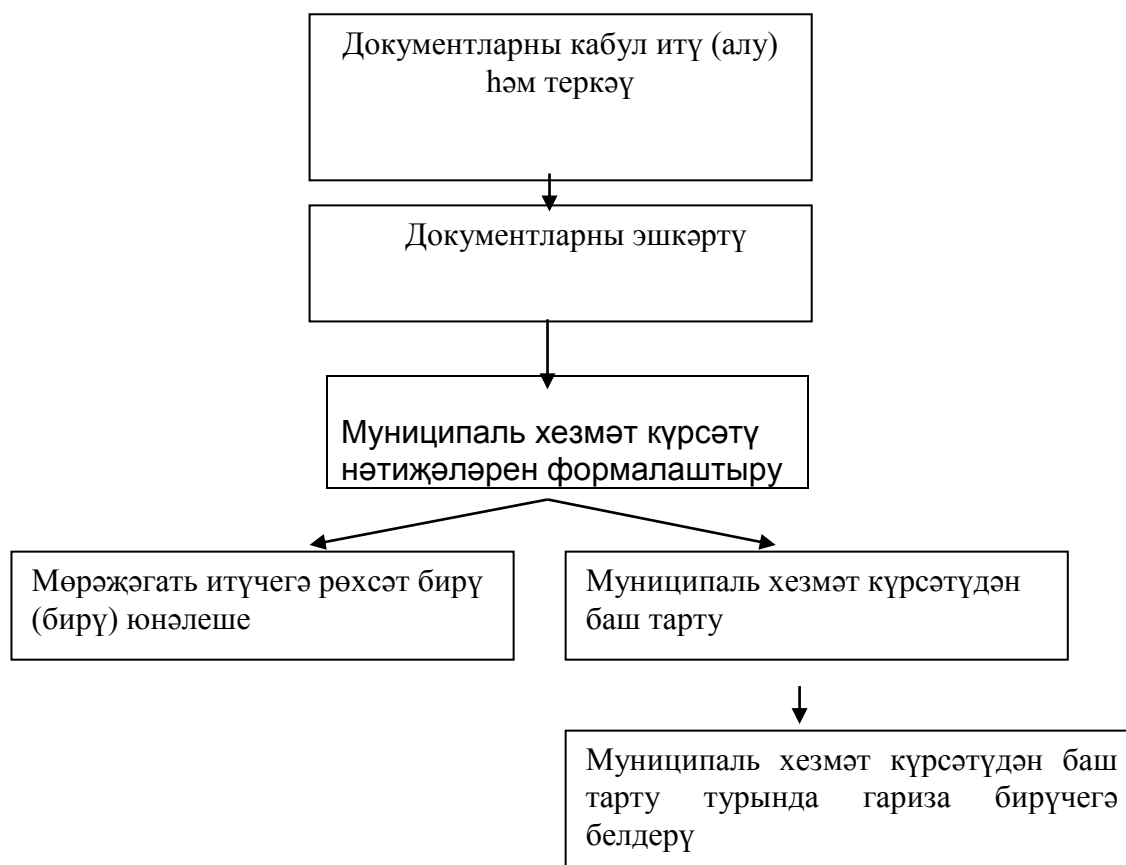 Документларны кабул итү (алу)
һәм теркәү
Документларны эшкәртү
Муниципаль хезмәт күрсәтү
нәтиҗәләрен формалаштыру
Мөрәҗәгать итүчегә рөхсәт бирү
(бирү) юнәлеше
Муниципаль хезмәт күрсәтүдән
баш тарту
Муниципаль хезмәт күрсәтүдән баш
тарту турында гариза бирүчегә
белдерү